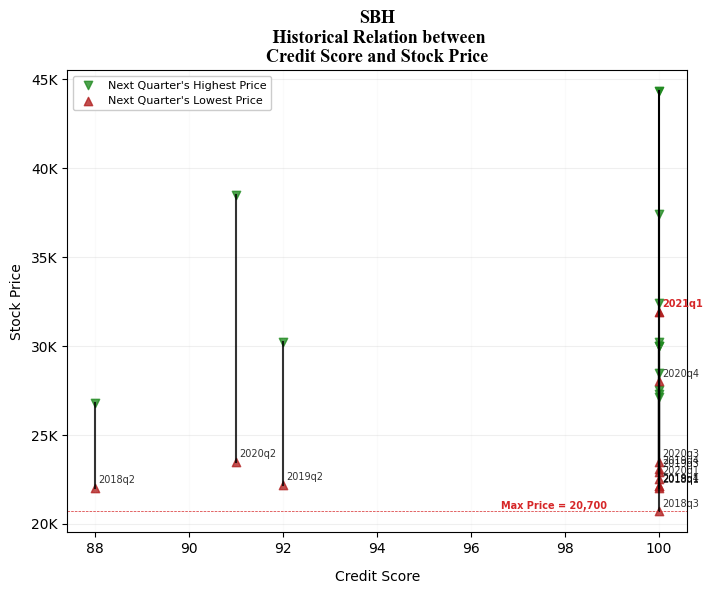 SBH
Historical Relation between
Credit Score and Stock Price
Next Quarter's Highest Price
Next Quarter's Lowest Price
45K
40K
35K
30K
25K
20K
Stock Price
2021q1
2020q4
2020q3
2020q1
2018q3
2020q2
2019q2
2018q2
Max Price = 20,700
88
90
92
94
96
98
100
Credit Score